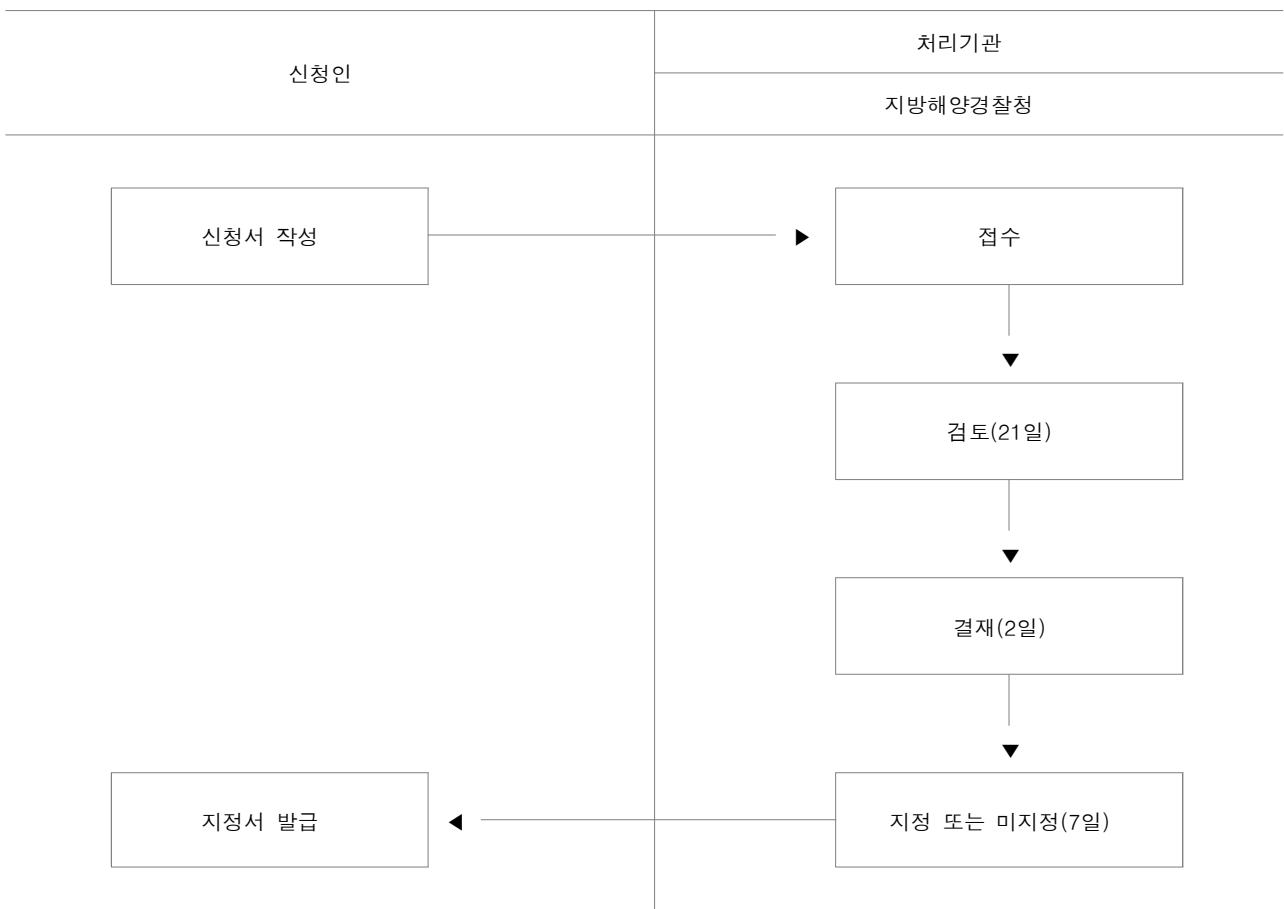 신청인
처리기관
지방해양경찰청
신청서 작성
접수
검토(21일)
결재(2일)
지정서 발급
지정 또는 미지정(7일)